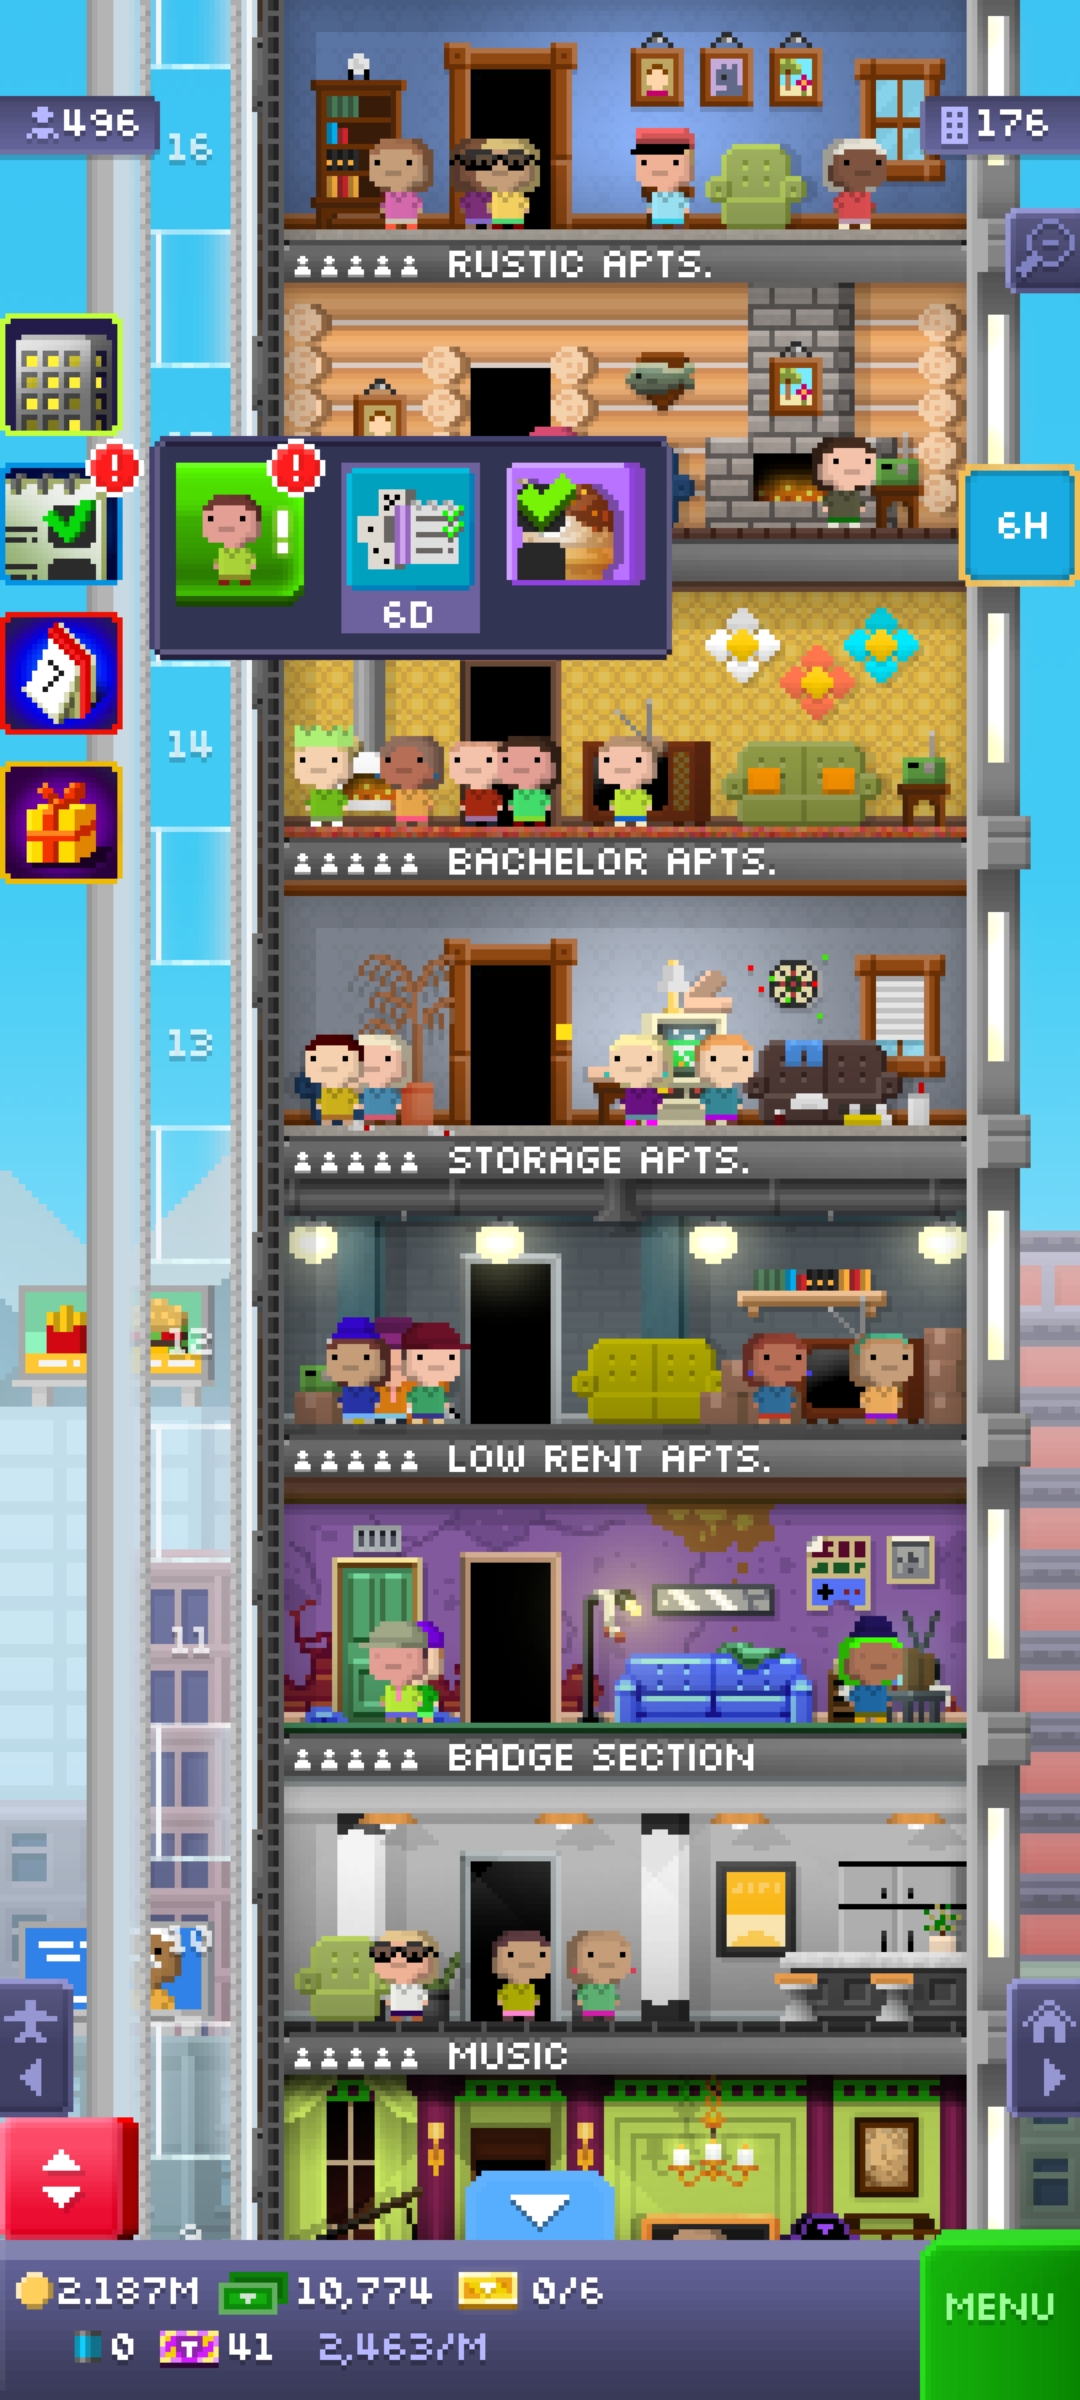 496
16
176
RUSTIC APTS.
6H
6D
14
BACHELOR APTS.
13
STORAGE APTS.
12
LOW RENT APTS.
11
BADGE SECTION
10
MUSIC
2.187M
10,774
0/6
MENU
0
41
2,463/M